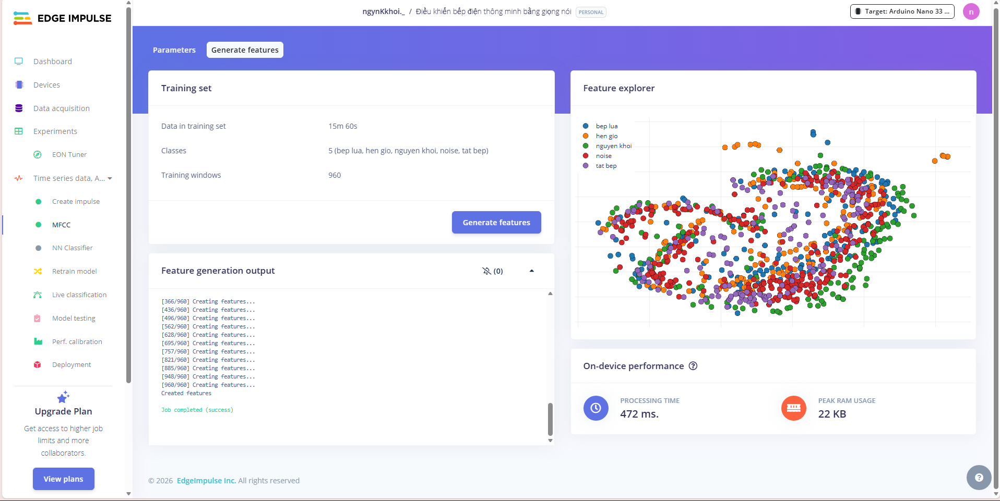 EDGE IMPULSE
ngynKkhoi._ / Điều khiển bếp điện thông minh bằng giọng nói PERSONAL
Target: Arduino Nano 33 ...
n
Dashboard
Devices
Data acquisition
Experiments
EON Tuner
Time series data, A...
Create impulse
MFCC
NN Classifier
Retrain model
Live classification
Model testing
Perf. calibration
Deployment
Upgrade Plan
Get access to higher job
limits and more
collaborators.
View plans
Parameters
Generate features
Training set
Data in training set 15m 60s
Classes 5 (bep lua, hen gio, nguyen khoi, noise, tat bep)
Training windows 960
Generate features
Feature generation output (0)
[366/960] Creating features...
[436/960] Creating features...
[496/960] Creating features...
[562/960] Creating features...
[628/960] Creating features...
[695/960] Creating features...
[757/960] Creating features...
[821/960] Creating features...
[885/960] Creating features...
[948/960] Creating features...
[960/960] Creating features...
Created features
Job completed (success)
Feature explorer
bep lua
hen gio
nguyen khoi
noise
tat bep
On-device performance ?
PROCESSING TIME
472 ms.
PEAK RAM USAGE
22 KB
© 2026 EdgeImpulse Inc. All rights reserved
?